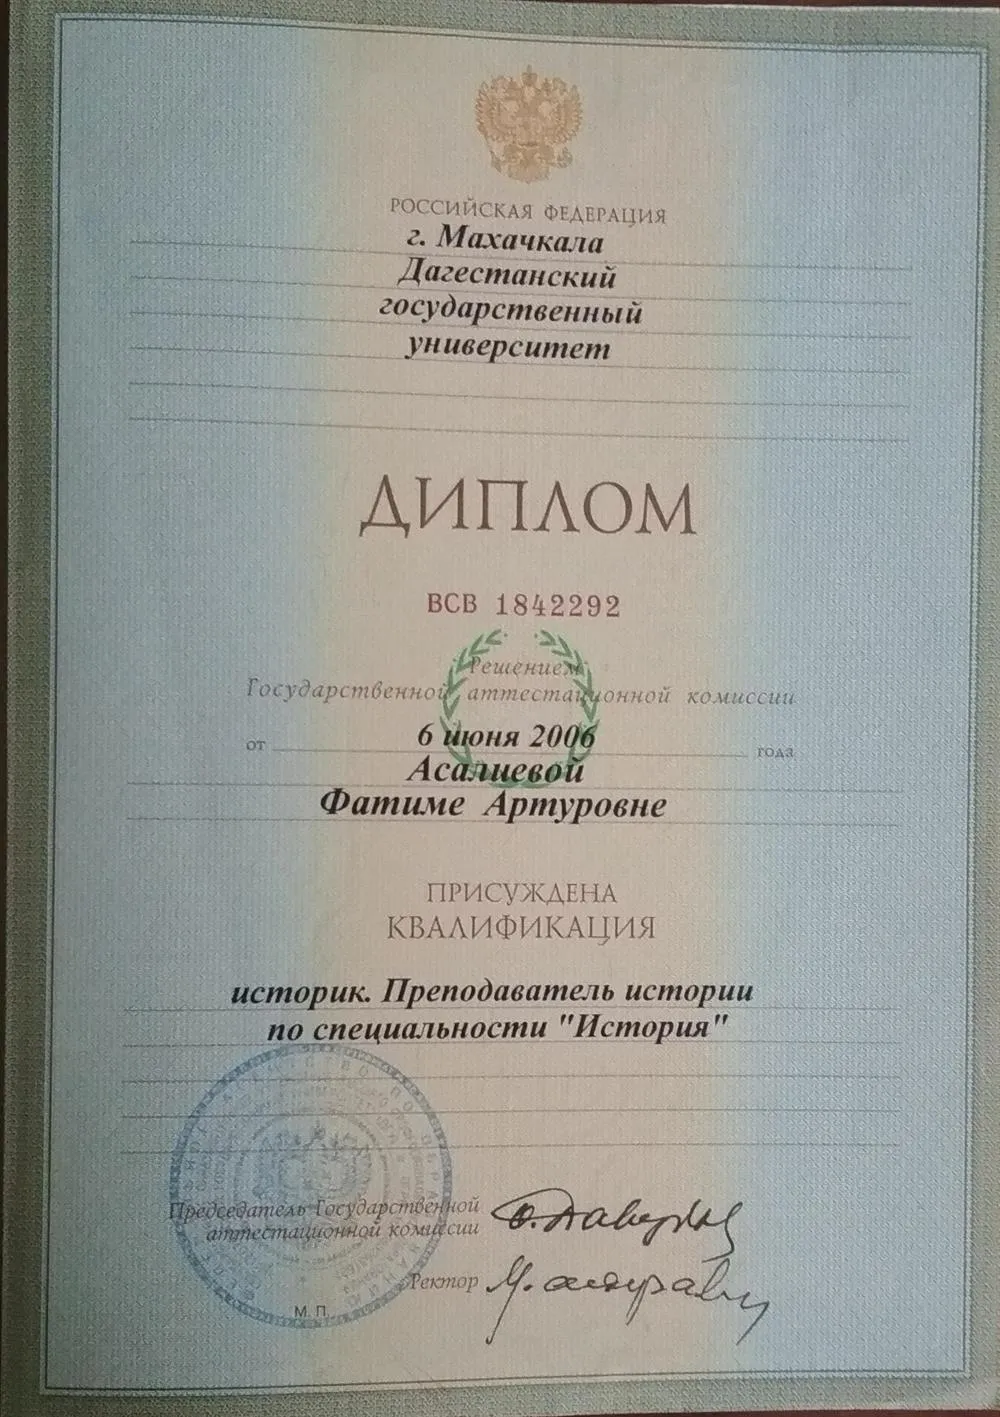 РОССИЙСКАЯ ФЕДЕРАЦИЯ
г. Махачкала
Дагестанский
государственный
университет
ДИПЛОМ
ВСВ 1842292
Решением
Государственной аттестационной комиссии
от 6 июня 2006 года
Асалиевой
Фатиме Артуровне
ПРИСУЖДЕНА
КВАЛИФИКАЦИЯ
историк. Преподаватель истории
по специальности "История"
Председатель Государственной
аттестационной комиссии
Ректор
М. П.